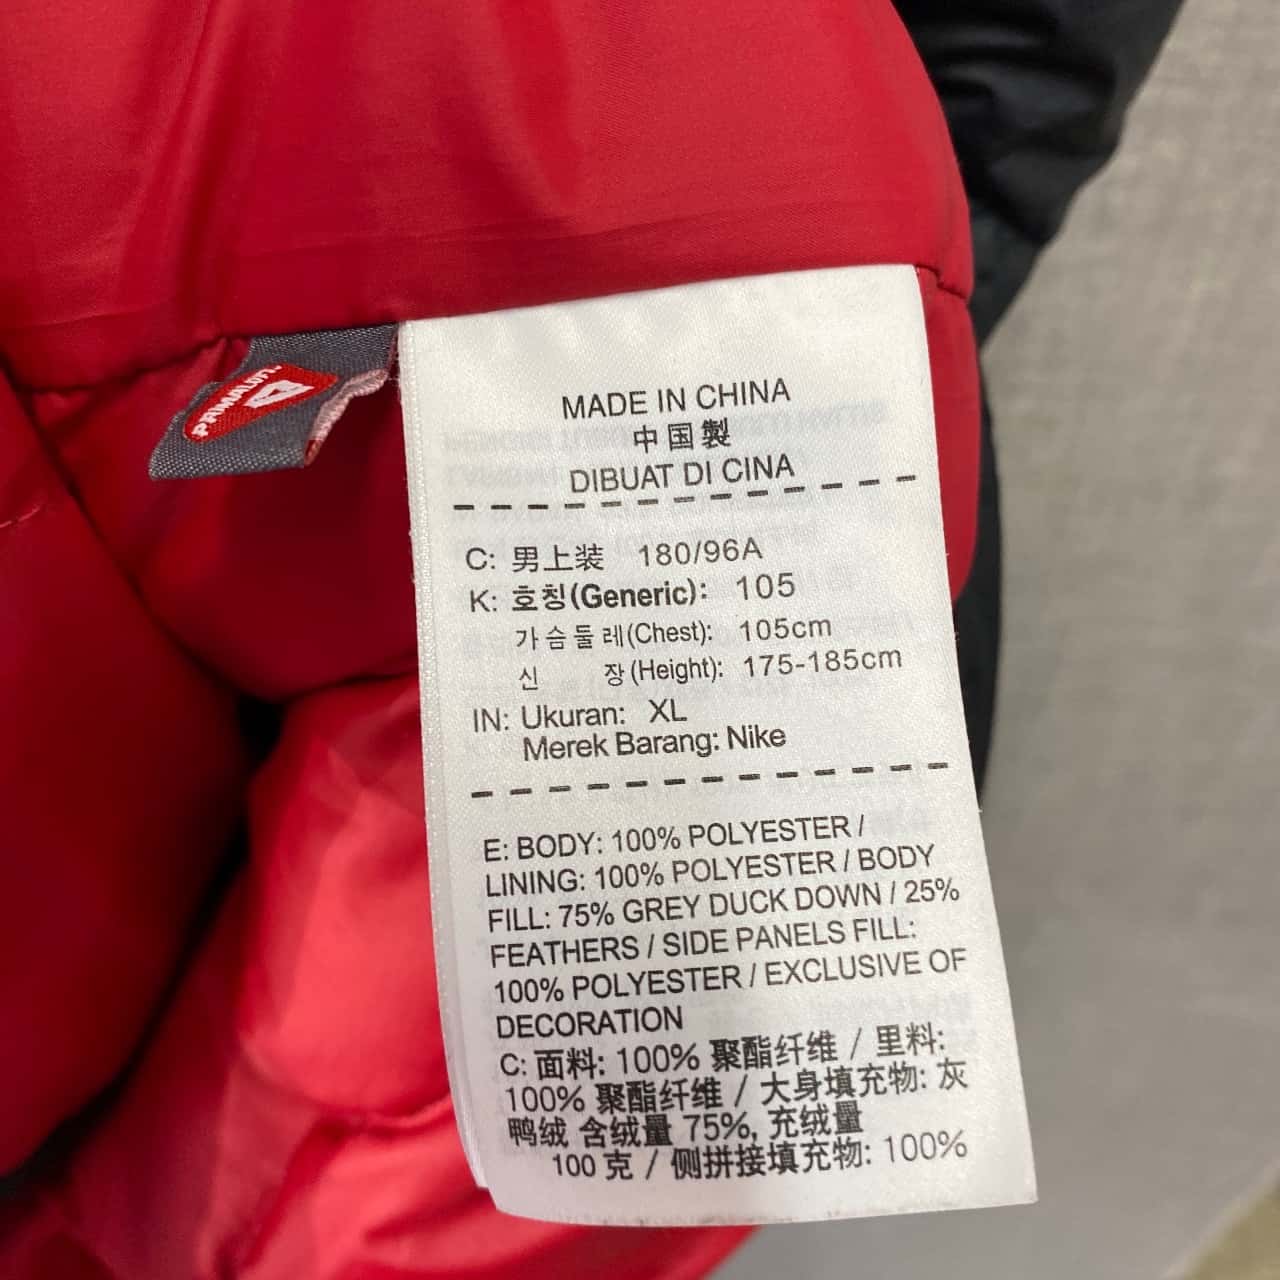 PRIMALOFT
MADE IN CHINA
中国製
DIBUAT DI CINA
C: 男上装 180/96A
K: 호칭(Generic): 105
가슴둘레(Chest): 105cm
신 장(Height): 175-185cm
IN: Ukuran: XL
Merek Barang: Nike
E: BODY: 100% POLYESTER /
LINING: 100% POLYESTER / BODY
FILL: 75% GREY DUCK DOWN / 25%
FEATHERS / SIDE PANELS FILL:
100% POLYESTER / EXCLUSIVE OF
DECORATION
C: 面料: 100% 聚酯纤维 / 里料:
100% 聚酯纤维 / 大身填充物: 灰
鸭绒 含绒量 75%, 充绒量
100 克 / 侧拼接填充物: 100%